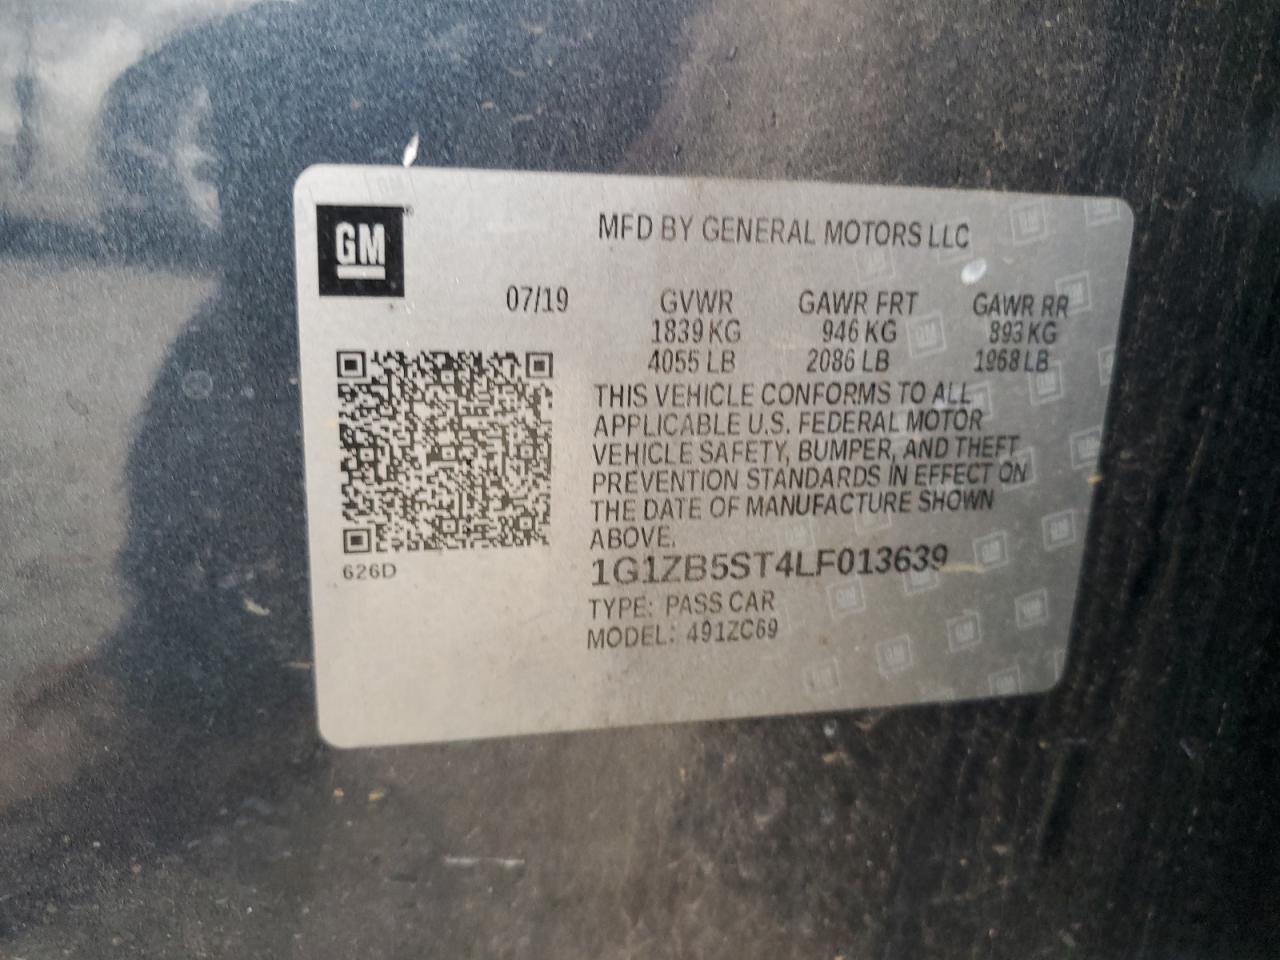 GM
MFD BY GENERAL MOTORS LLC
07/19 GVWR GAWR FRT GAWR RR
1839 KG 946 KG 893 KG
4055 LB 2086 LB 1968 LB
THIS VEHICLE CONFORMS TO ALL
APPLICABLE U.S. FEDERAL MOTOR
VEHICLE SAFETY, BUMPER, AND THEFT
PREVENTION STANDARDS IN EFFECT ON
THE DATE OF MANUFACTURE SHOWN
ABOVE.
626D
1G1ZB5ST4LF013639
TYPE: PASS CAR
MODEL: 491ZC69